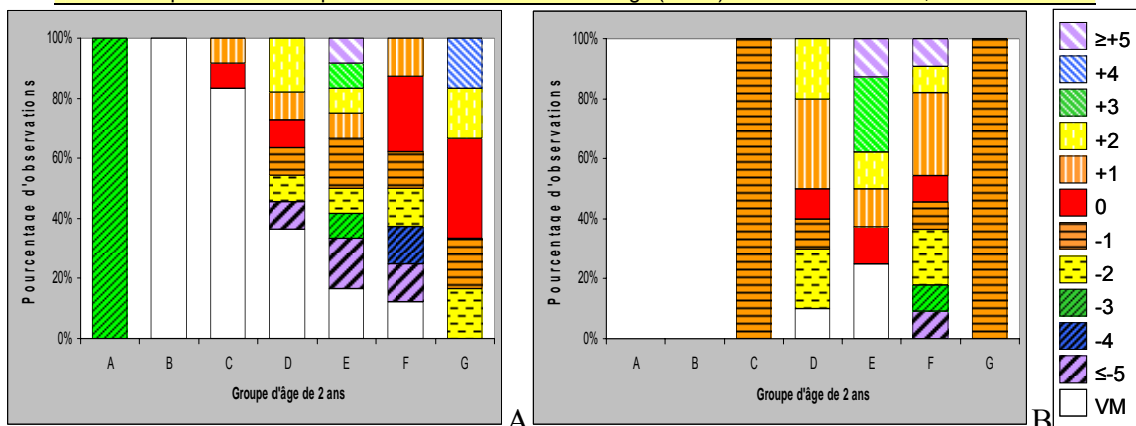 100%
80%
60%
40%
20%
0%
Pourcentage d'observations
A B C D E F G
Groupe d'âge de 2 ans
A
100%
80%
60%
40%
20%
0%
Pourcentage d'observations
A B C D E F G
Groupe d'âge de 2 ans
B
≥+5
+4
+3
+2
+1
0
-1
-2
-3
-4
≤-5
VM